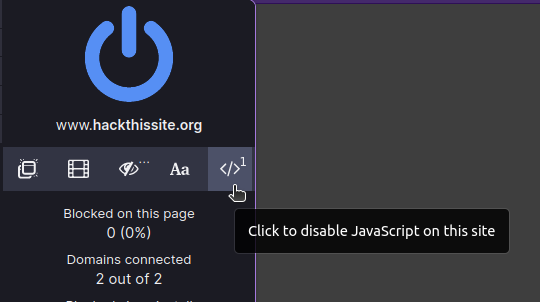 www.hackthissite.org
Aa
</>1
Click to disable JavaScript on this site
Blocked on this page
0 (0%)
Domains connected
2 out of 2